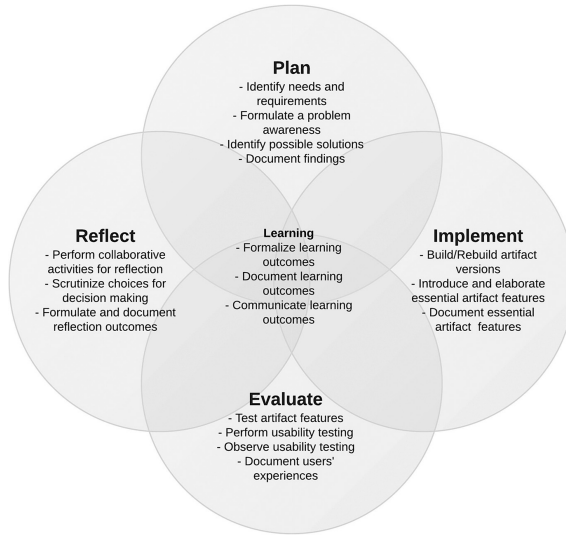 Plan
- Identify needs and
requirements
- Formulate a problem
awareness
- Identify possible solutions
- Document findings
Reflect
- Perform collaborative
activities for reflection
- Scrutinize choices for
decision making
- Formulate and document
reflection outcomes
Learning
- Formalize learning
outcomes
- Document learning
outcomes
- Communicate learning
outcomes
Implement
- Build/Rebuild artifact
versions
- Introduce and elaborate
essential artifact features
- Document essential
artifact features
Evaluate
- Test artifact features
- Perform usability testing
- Observe usability testing
- Document users'
experiences